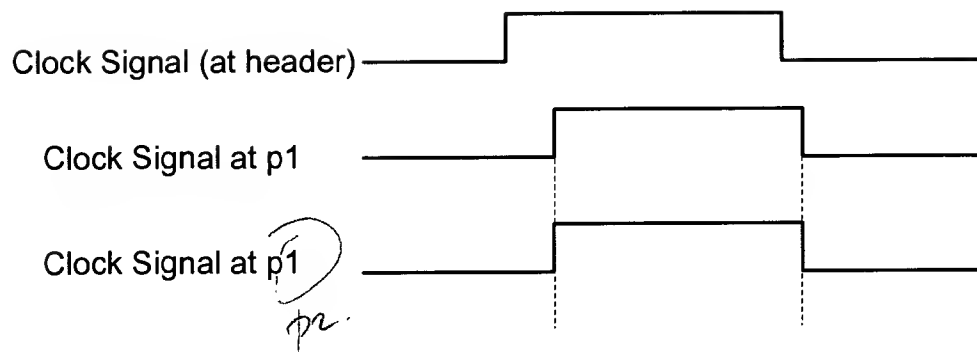 Clock Signal (at header)
Clock Signal at p1
Clock Signal at p1
p2.